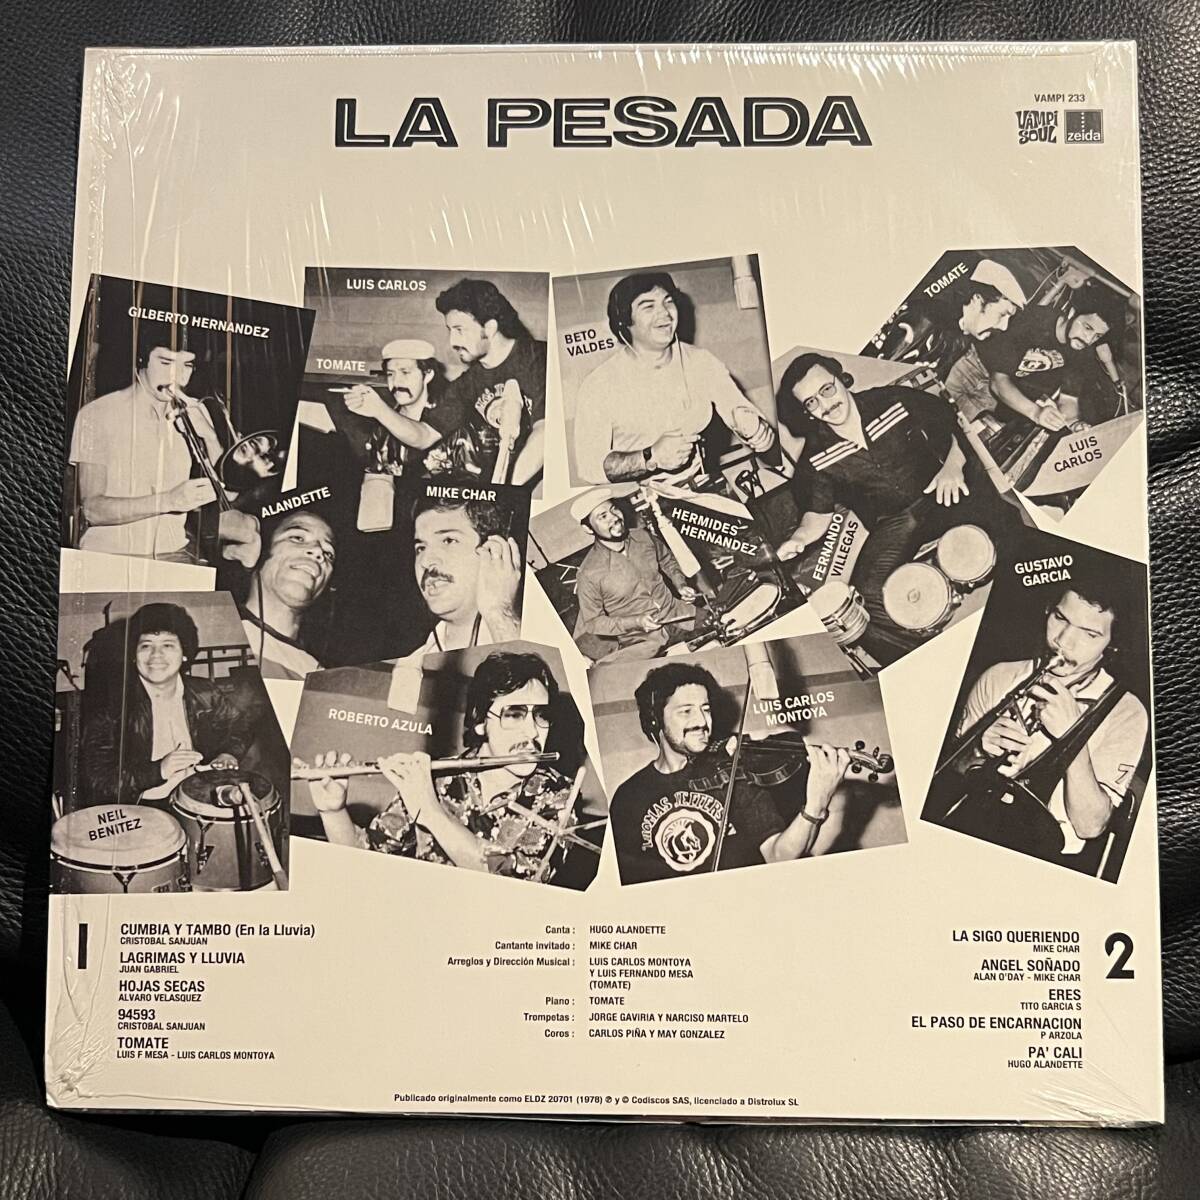 LA PESADA
VAMPI 233
VAMPI
SOUL
zeida
GILBERTO HERNANDEZ
LUIS CARLOS
TOMATE
BETO
VALDES
TOMATE
LUIS
CARLOS
ALANDETTE
MIKE CHAR
HERMIDES
HERNANDEZ
FERNANDO
VILLEGAS
GUSTAVO
GARCIA
NEIL
BENITEZ
ROBERTO AZULA
LUIS CARLOS
MONTOYA
THOMAS JEFFERSON
1
CUMBIA Y TAMBO (En la Lluvia)
CRISTOBAL SANJUAN
LAGRIMAS Y LLUVIA
JUAN GABRIEL
HOJAS SECAS
ALVARO VELASQUEZ
94593
CRISTOBAL SANJUAN
TOMATE
LUIS F MESA - LUIS CARLOS MONTOYA
Canta : HUGO ALANDETTE
Cantante invitado : MIKE CHAR
Arreglos y Dirección Musical : LUIS CARLOS MONTOYA
Y LUIS FERNANDO MESA
(TOMATE)
Piano : TOMATE
Trompetas : JORGE GAVIRIA Y NARCISO MARTELO
Coros : CARLOS PIÑA Y MAY GONZALEZ
2
LA SIGO QUERIENDO
MIKE CHAR
ANGEL SOÑADO
ALAN O'DAY - MIKE CHAR
ERES
TITO GARCIA S
EL PASO DE ENCARNACION
P ARZOLA
PA' CALI
HUGO ALANDETTE
Publicado originalmente como ELDZ 20701 (1978) ℗ y © Codiscos SAS, licenciado a Distrolux SL